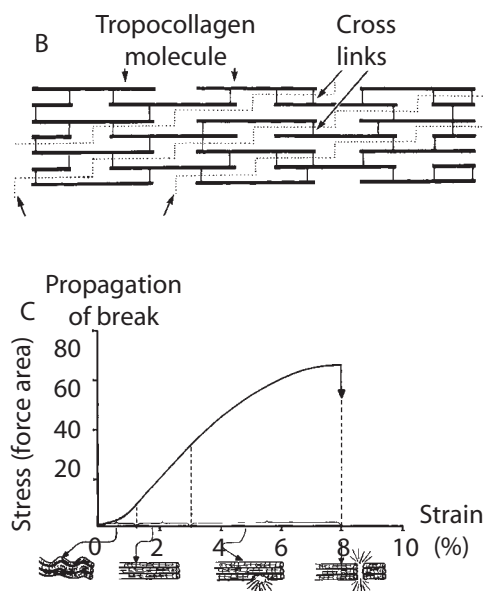 B
Tropocollagen
molecule
Cross
links
C
Propagation
of break
Stress (force area)
80
60
40
20
0 2 4 6 8 10
Strain
(%)